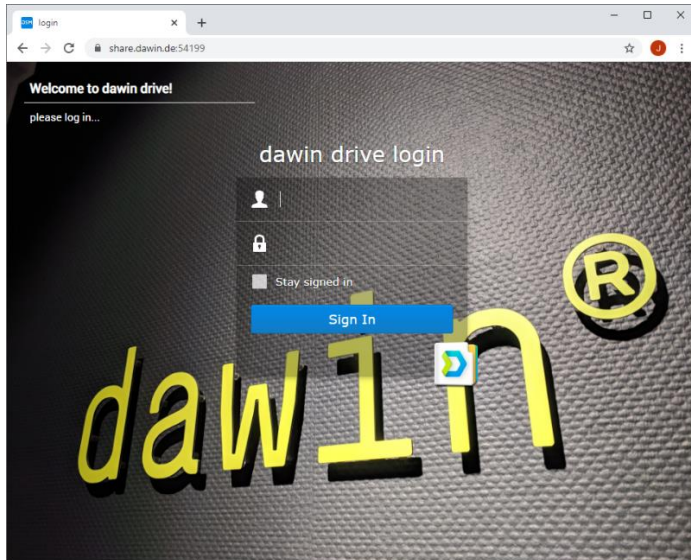 DSM login
share.dawin.de:54199
J
Welcome to dawin drive!
please log in...
dawin drive login
Stay signed in
Sign In
dawin®